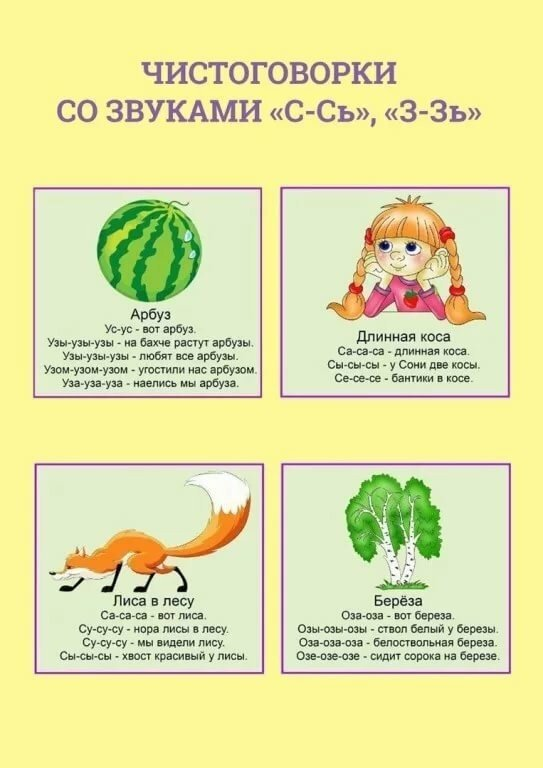 ЧИСТОГОВОРКИ
СО ЗВУКАМИ «С-Сь», «З-Зь»
Арбуз
Ус-ус - вот арбуз.
Узы-узы-узы - на бахче растут арбузы.
Узы-узы-узы - любят все арбузы.
Узом-узом-узом - угостили нас арбузом.
Уза-уза-уза - наелись мы арбуза.
Длинная коса
Са-са-са - длинная коса.
Сы-сы-сы - у Сони две косы.
Се-се-се - бантики в косе.
Лиса в лесу
Са-са-са - вот лиса.
Су-су-су - нора лисы в лесу.
Су-су-су - мы видели лису.
Сы-сы-сы - хвост красивый у лисы.
Берёза
Оза-оза - вот береза.
Озы-озы-озы - ствол белый у березы.
Оза-оза-оза - белоствольная береза.
Озе-озе-озе - сидит сорока на березе.